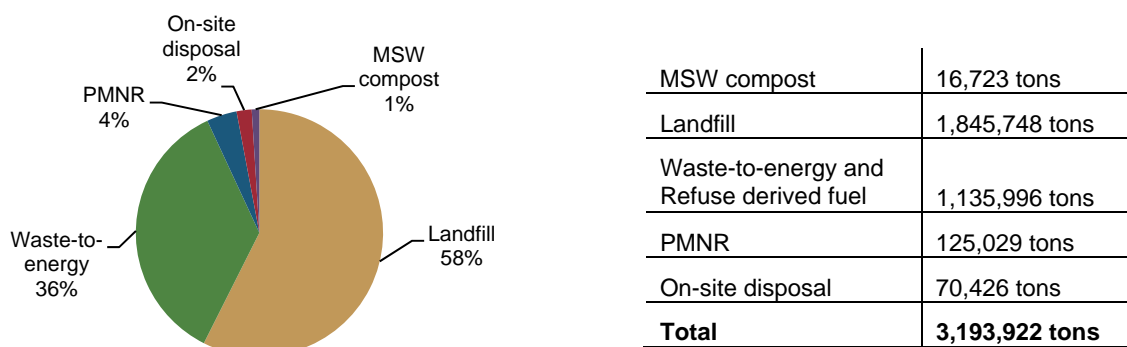 On-site
disposal
2%
MSW
compost
1%
PMNR
4%
Waste-to-
energy
36%
Landfill
58%
MSW compost 16,723 tons
Landfill 1,845,748 tons
Waste-to-energy and
Refuse derived fuel 1,135,996 tons
PMNR 125,029 tons
On-site disposal 70,426 tons
Total 3,193,922 tons